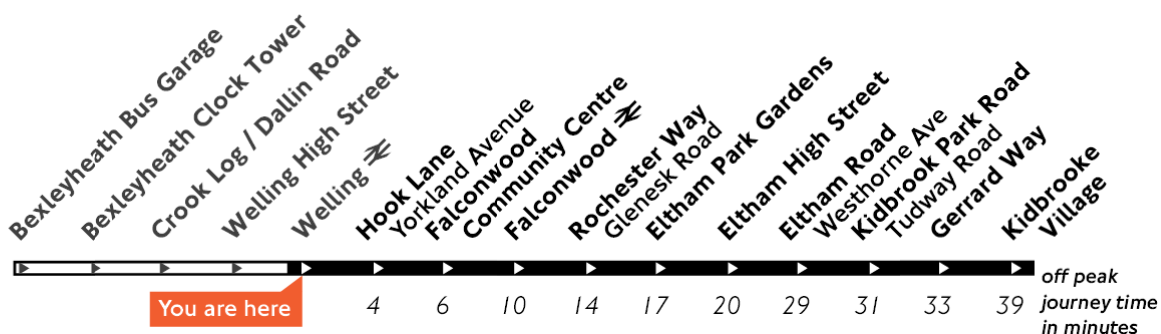 Bexleyheath Bus Garage
Bexleyheath Clock Tower
Crook Log / Dallin Road
Welling High Street
Welling
Hook Lane
Yorkland Avenue
Falconwood
Community Centre
Falconwood
Rochester Way
Glenesk Road
Eltham Park Gardens
Eltham High Street
Eltham Road
Westhorne Ave
Kidbrook Park Road
Tudway Road
Gerrard Way
Kidbrooke
Village
You are here
4 6 10 14 17 20 29 31 33 39
off peak
journey time
in minutes